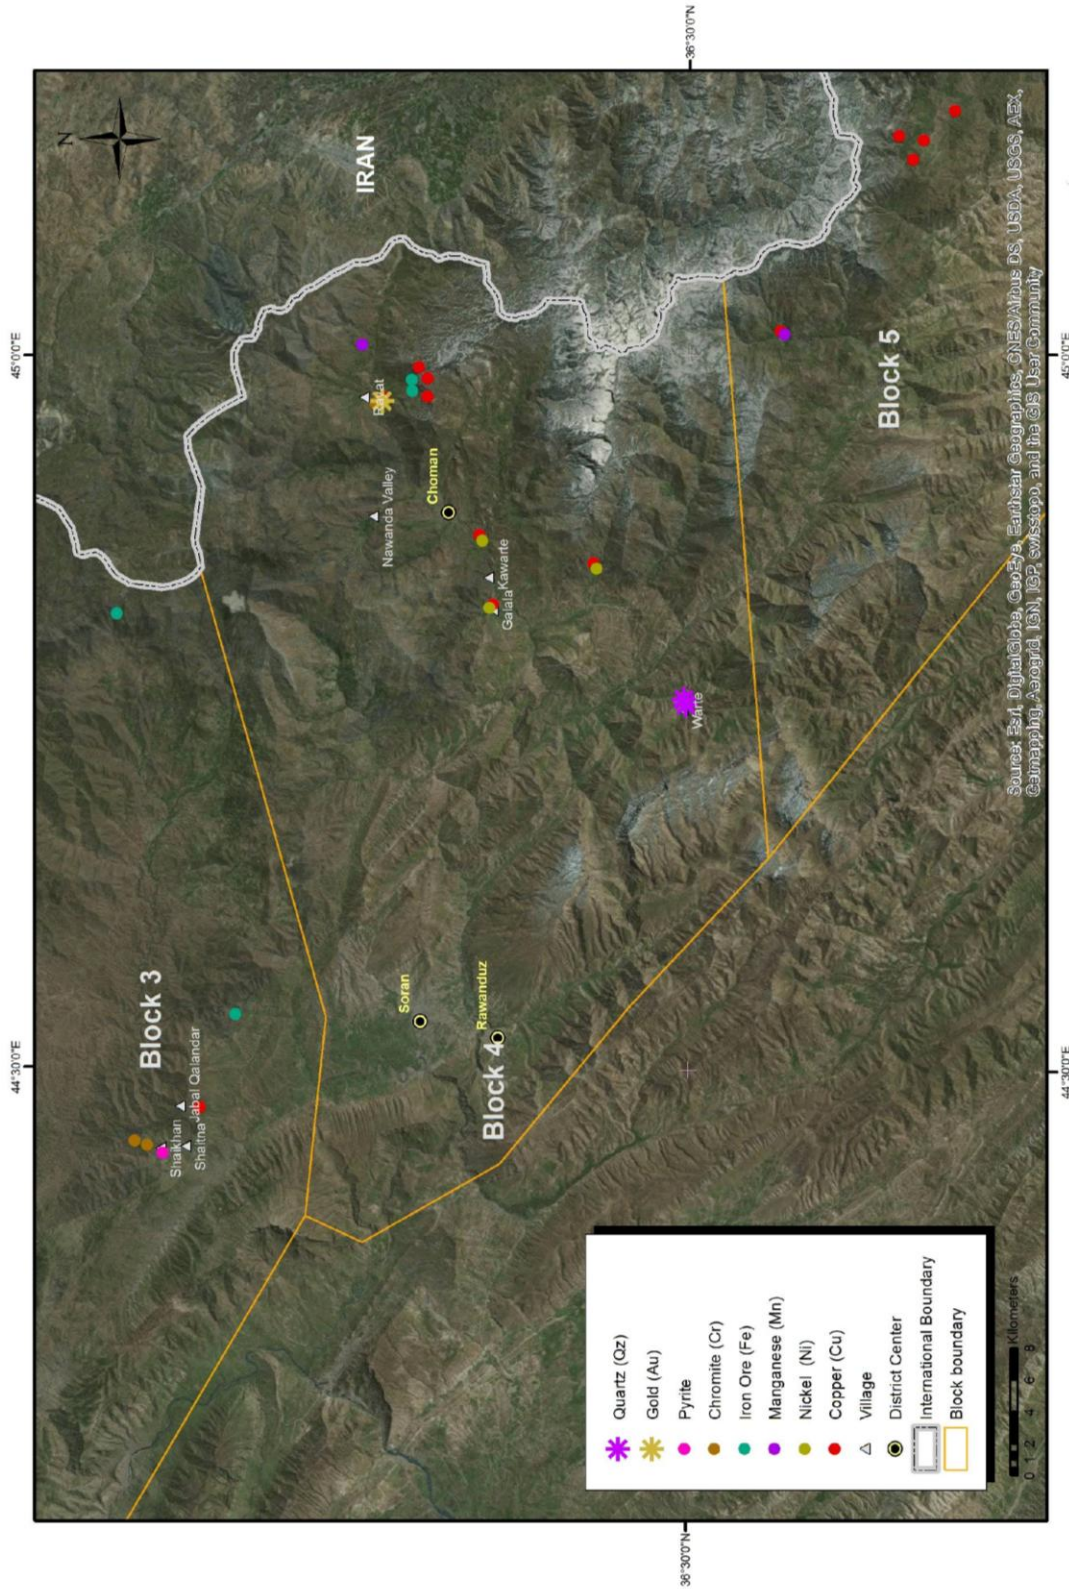 45°0'0"E
44°30'0"E
36°30'0"N
N
IRAN
Block 3
Shaikhan
Shaitna
Jabal Qalandar
Nawanda Valley
Choman
Soran
Rawanduz
Block 4
Galala
Kawarte
Warte
Block 5
Quartz (Qz)
Gold (Au)
Pyrite
Chromite (Cr)
Iron Ore (Fe)
Manganese (Mn)
Nickel (Ni)
Copper (Cu)
Village
District Center
International Boundary
Block boundary
0 1 2 4 6 8
Kilometers
Source: Esri, DigitalGlobe, GeoEye, Earthstar Geographics, CNES/Airbus DS, USDA, USGS, AEX,
Getmapping, Aerogrid, IGN, IGP, swisstopo, and the GIS User Community
36°30'0"N
44°30'0"E
45°0'0"E